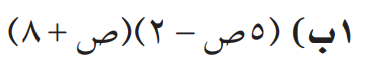 ١ب) (٥ص − ٢)(ص + ٨)